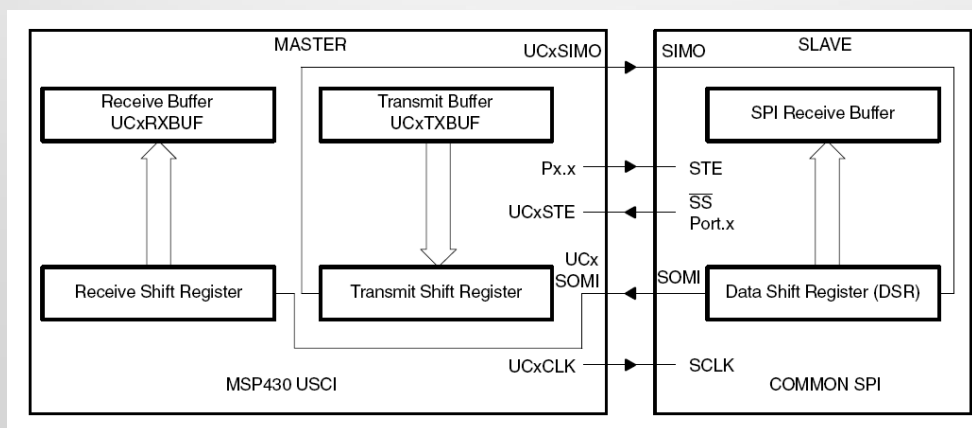 MASTER
UCxSIMO
SIMO
SLAVE
Receive Buffer
UCxRXBUF
Transmit Buffer
UCxTXBUF
SPI Receive Buffer
Px.x
STE
UCxSTE
SS
Port.x
UCx
SOMI
SOMI
Receive Shift Register
Transmit Shift Register
Data Shift Register (DSR)
UCxCLK
SCLK
MSP430 USCI
COMMON SPI